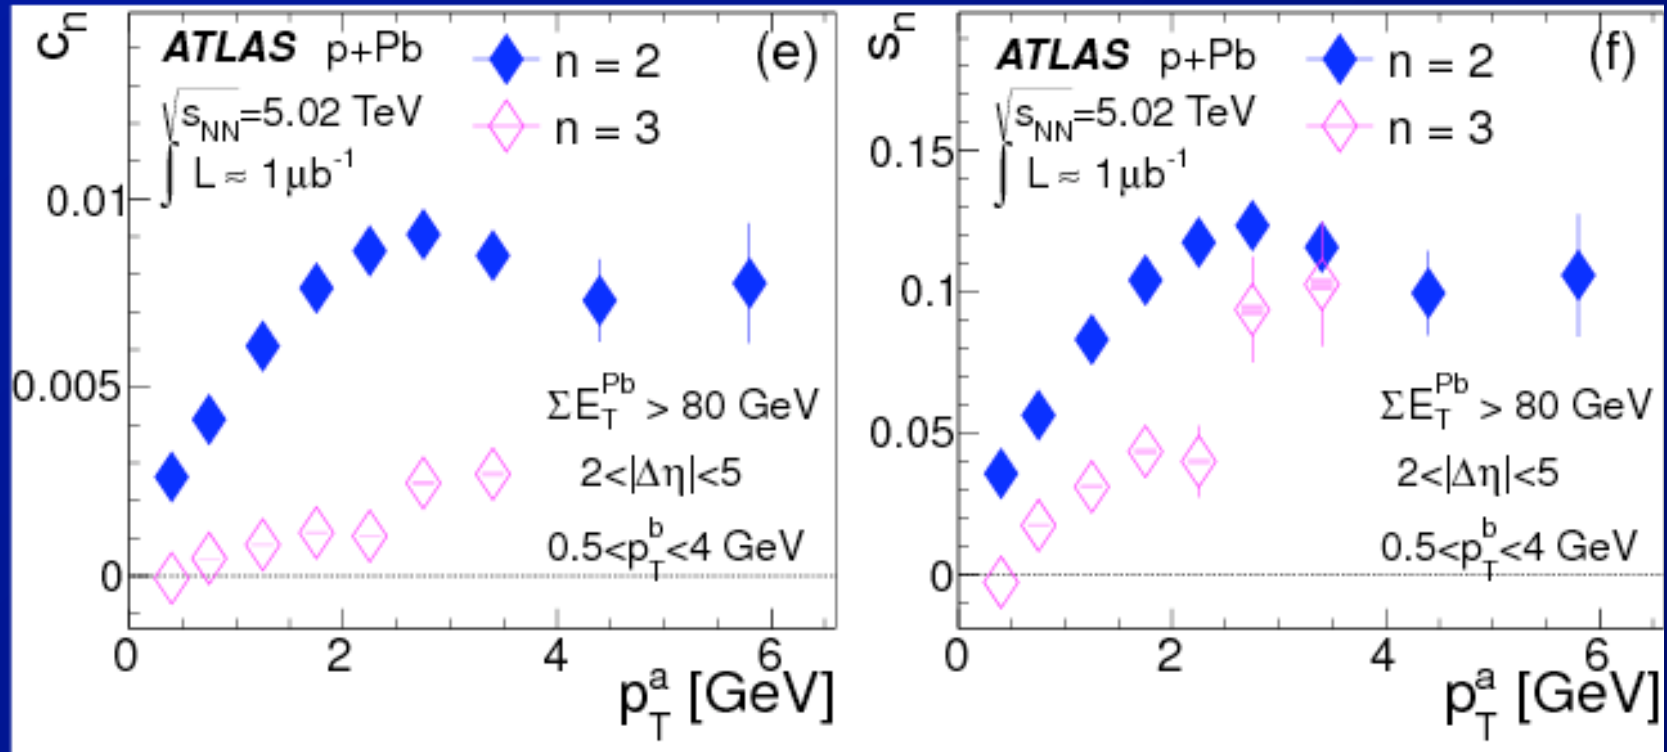 c_n
ATLAS p+Pb
√s_NN=5.02 TeV
∫ L ≈ 1μb^-1
n = 2
n = 3
(e)
0.01
0.005
0
ΣE_T^Pb > 80 GeV
2<|Δη|<5
0.5<p_T^b<4 GeV
0 2 4 6
p_T^a [GeV]
s_n
ATLAS p+Pb
√s_NN=5.02 TeV
∫ L ≈ 1μb^-1
n = 2
n = 3
(f)
0.15
0.1
0.05
0
ΣE_T^Pb > 80 GeV
2<|Δη|<5
0.5<p_T^b<4 GeV
0 2 4 6
p_T^a [GeV]